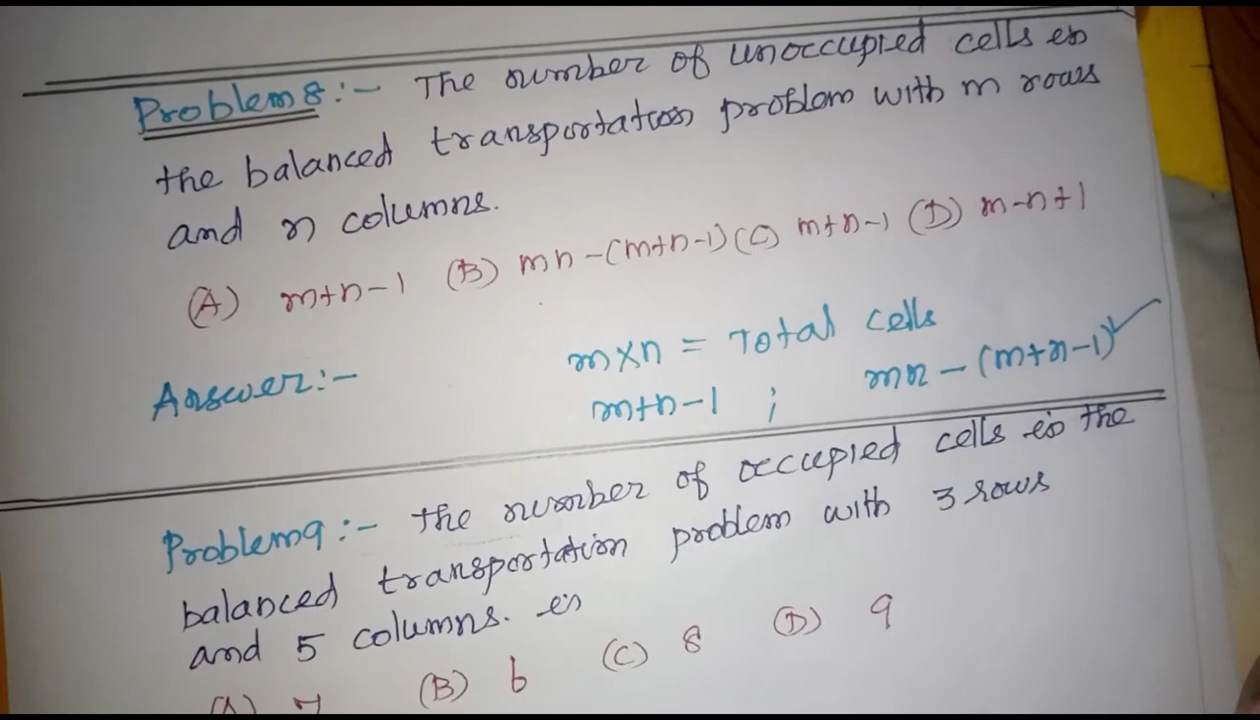 Problem 8:- The number of unoccupied cells in
the balanced transportation problem with m rows
and n columns.
(A) m+n-1 (B) mn-(m+n-1) (C) m+n-1 (D) m-n+1
Answer:- m×n = Total cells
m+n-1 ; mn-(m+n-1) ✓
Problem 9:- the number of occupied cells in the
balanced transportation problem with 3 rows
and 5 columns. is
(A) 7 (B) 6 (C) 8 (D) 9